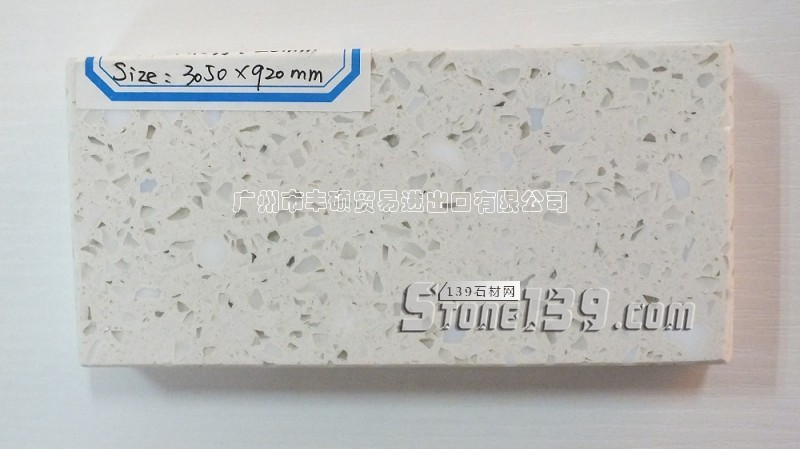 Size: 3050×920mm
广州市丰硕贸易进出口有限公司
139石材网
Stone139.com